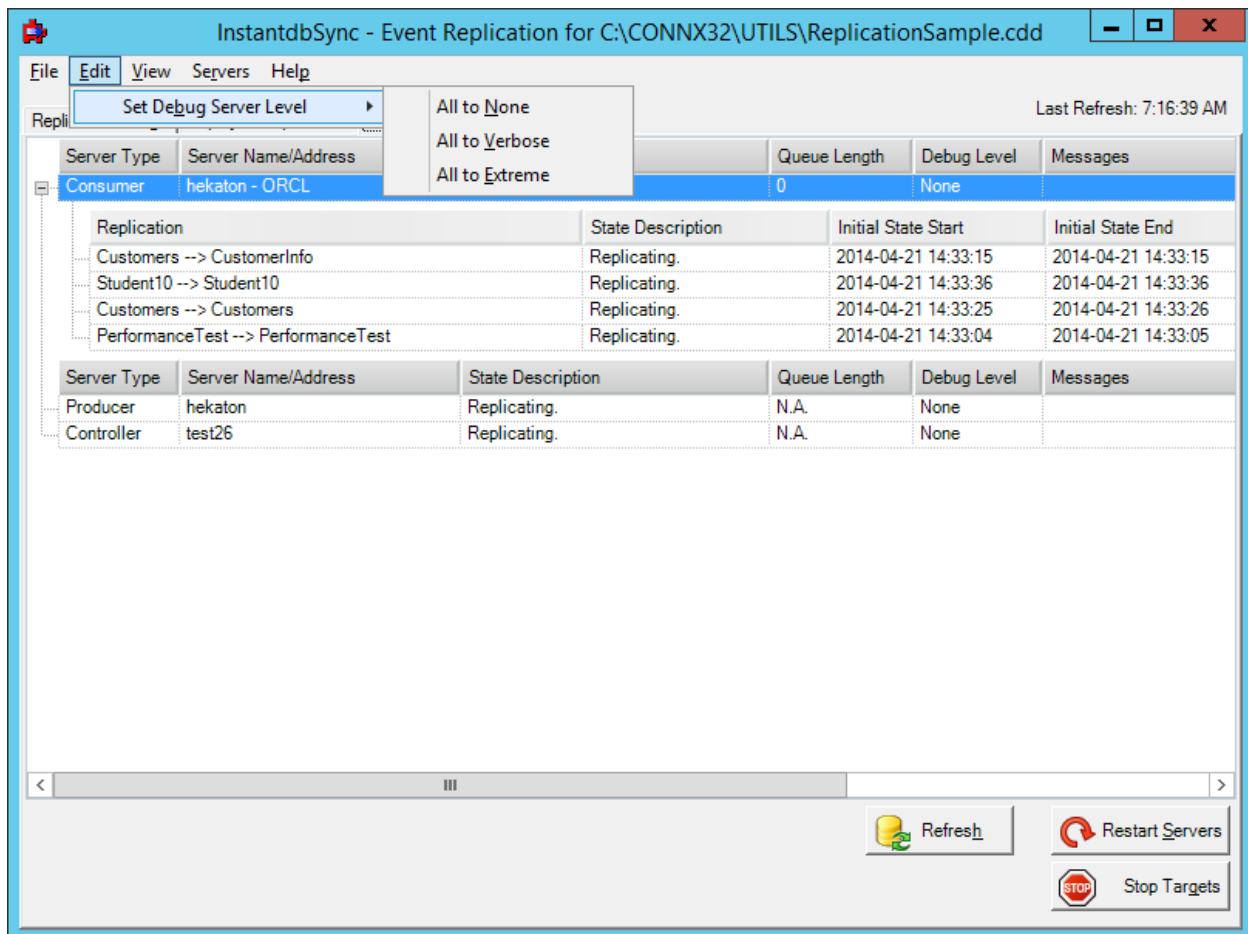 InstantdbSync - Event Replication for C:\CONNX32\UTILS\ReplicationSample.cdd
File Edit View Servers Help
Set Debug Server Level
All to None
All to Verbose
All to Extreme
Last Refresh: 7:16:39 AM
Server Type Server Name/Address Queue Length Debug Level Messages
Consumer hekaton - ORCL 0 None
Replication State Description Initial State Start Initial State End
Customers --> CustomerInfo Replicating. 2014-04-21 14:33:15 2014-04-21 14:33:15
Student10 --> Student10 Replicating. 2014-04-21 14:33:36 2014-04-21 14:33:36
Customers --> Customers Replicating. 2014-04-21 14:33:25 2014-04-21 14:33:26
PerformanceTest --> PerformanceTest Replicating. 2014-04-21 14:33:04 2014-04-21 14:33:05
Server Type Server Name/Address State Description Queue Length Debug Level Messages
Producer hekaton Replicating. N.A. None
Controller test26 Replicating. N.A. None
Refresh
Restart Servers
STOP Stop Targets